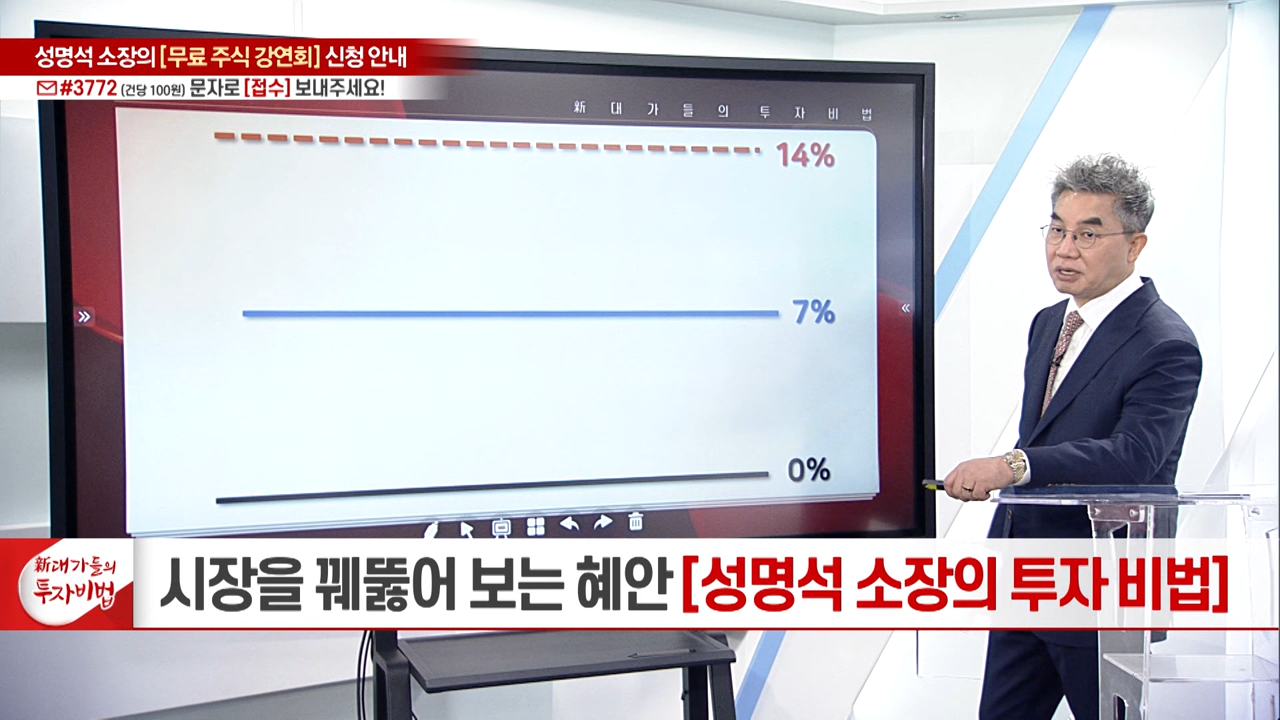 성명석 소장의 [무료 주식 강연회] 신청 안내
#3772 (건당 100원) 문자로 [접수] 보내주세요!
新 대가들의 투자비법
14%
7%
0%
新대가들의
투자비법
시장을 꿰뚫어 보는 혜안 [성명석 소장의 투자 비법]